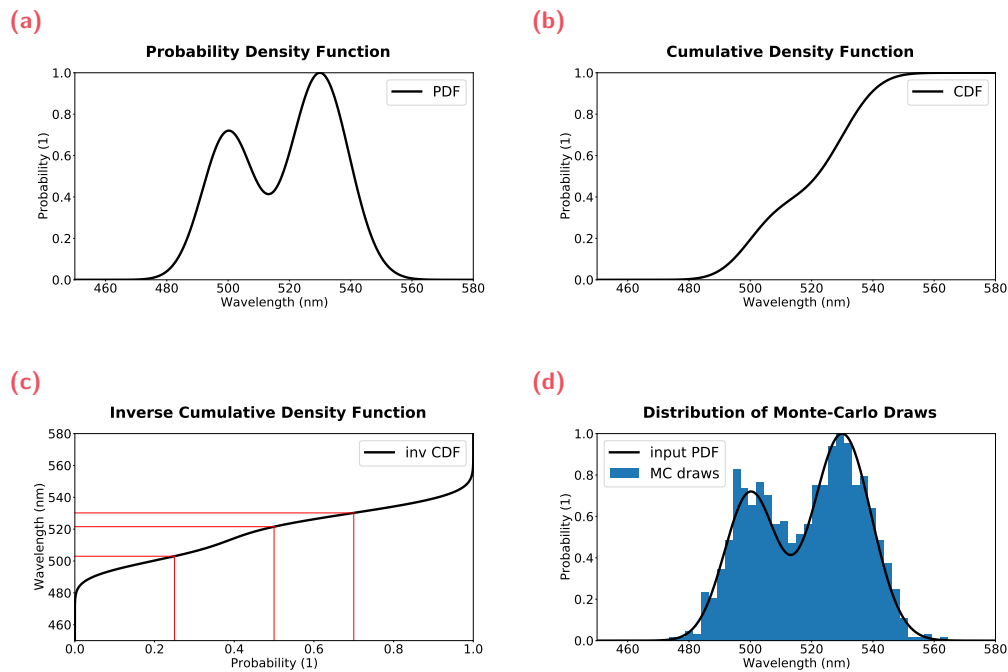 (a)
Probability Density Function
1.0
0.8
0.6
0.4
0.2
0.0
Probability (1)
PDF
460 480 500 520 540 560 580
Wavelength (nm)
(b)
Cumulative Density Function
1.0
0.8
0.6
0.4
0.2
0.0
Probability (1)
CDF
460 480 500 520 540 560 580
Wavelength (nm)
(c)
Inverse Cumulative Density Function
580
560
540
520
500
480
460
Wavelength (nm)
inv CDF
0.0 0.2 0.4 0.6 0.8 1.0
Probability (1)
(d)
Distribution of Monte-Carlo Draws
1.0
0.8
0.6
0.4
0.2
0.0
Probability (1)
input PDF
MC draws
460 480 500 520 540 560 580
Wavelength (nm)